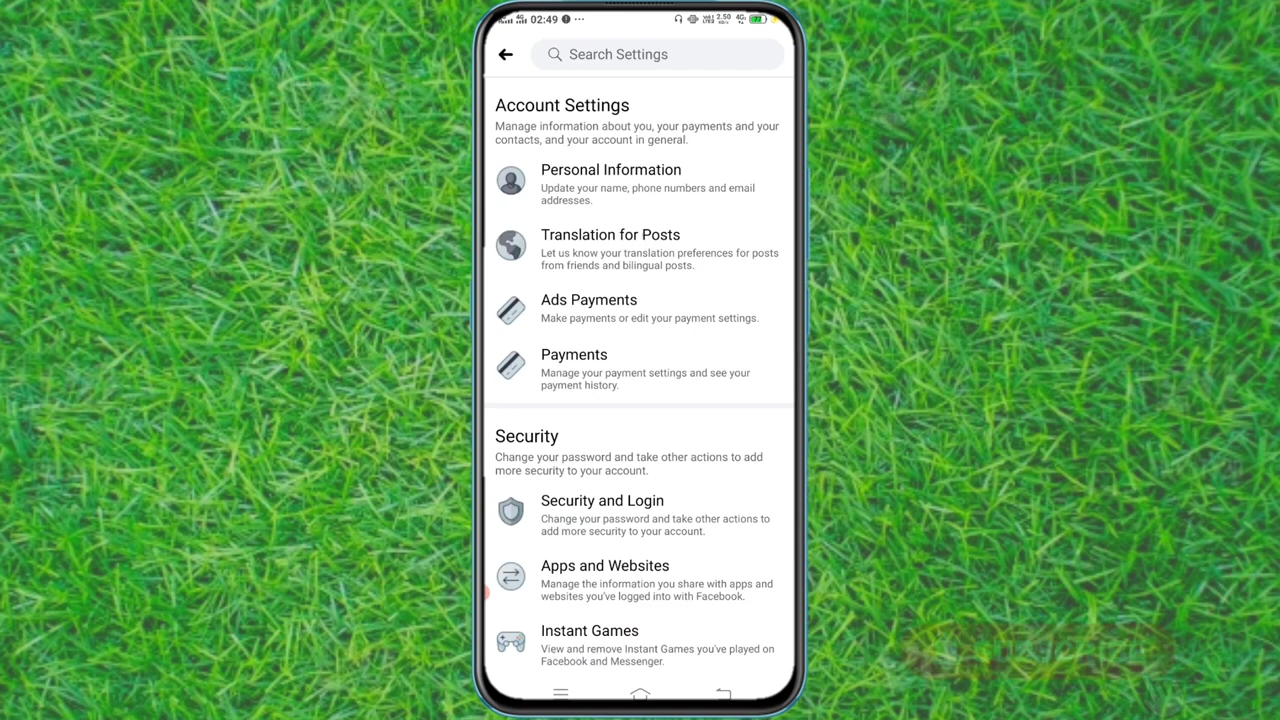 02:49
2.50
4G
77
Search Settings
Account Settings
Manage information about you, your payments and your
contacts, and your account in general.
Personal Information
Update your name, phone numbers and email
addresses.
Translation for Posts
Let us know your translation preferences for posts
from friends and bilingual posts.
Ads Payments
Make payments or edit your payment settings.
Payments
Manage your payment settings and see your
payment history.
Security
Change your password and take other actions to add
more security to your account.
Security and Login
Change your password and take other actions to
add more security to your account.
Apps and Websites
Manage the information you share with apps and
websites you've logged into with Facebook.
Instant Games
View and remove Instant Games you've played on
Facebook and Messenger.